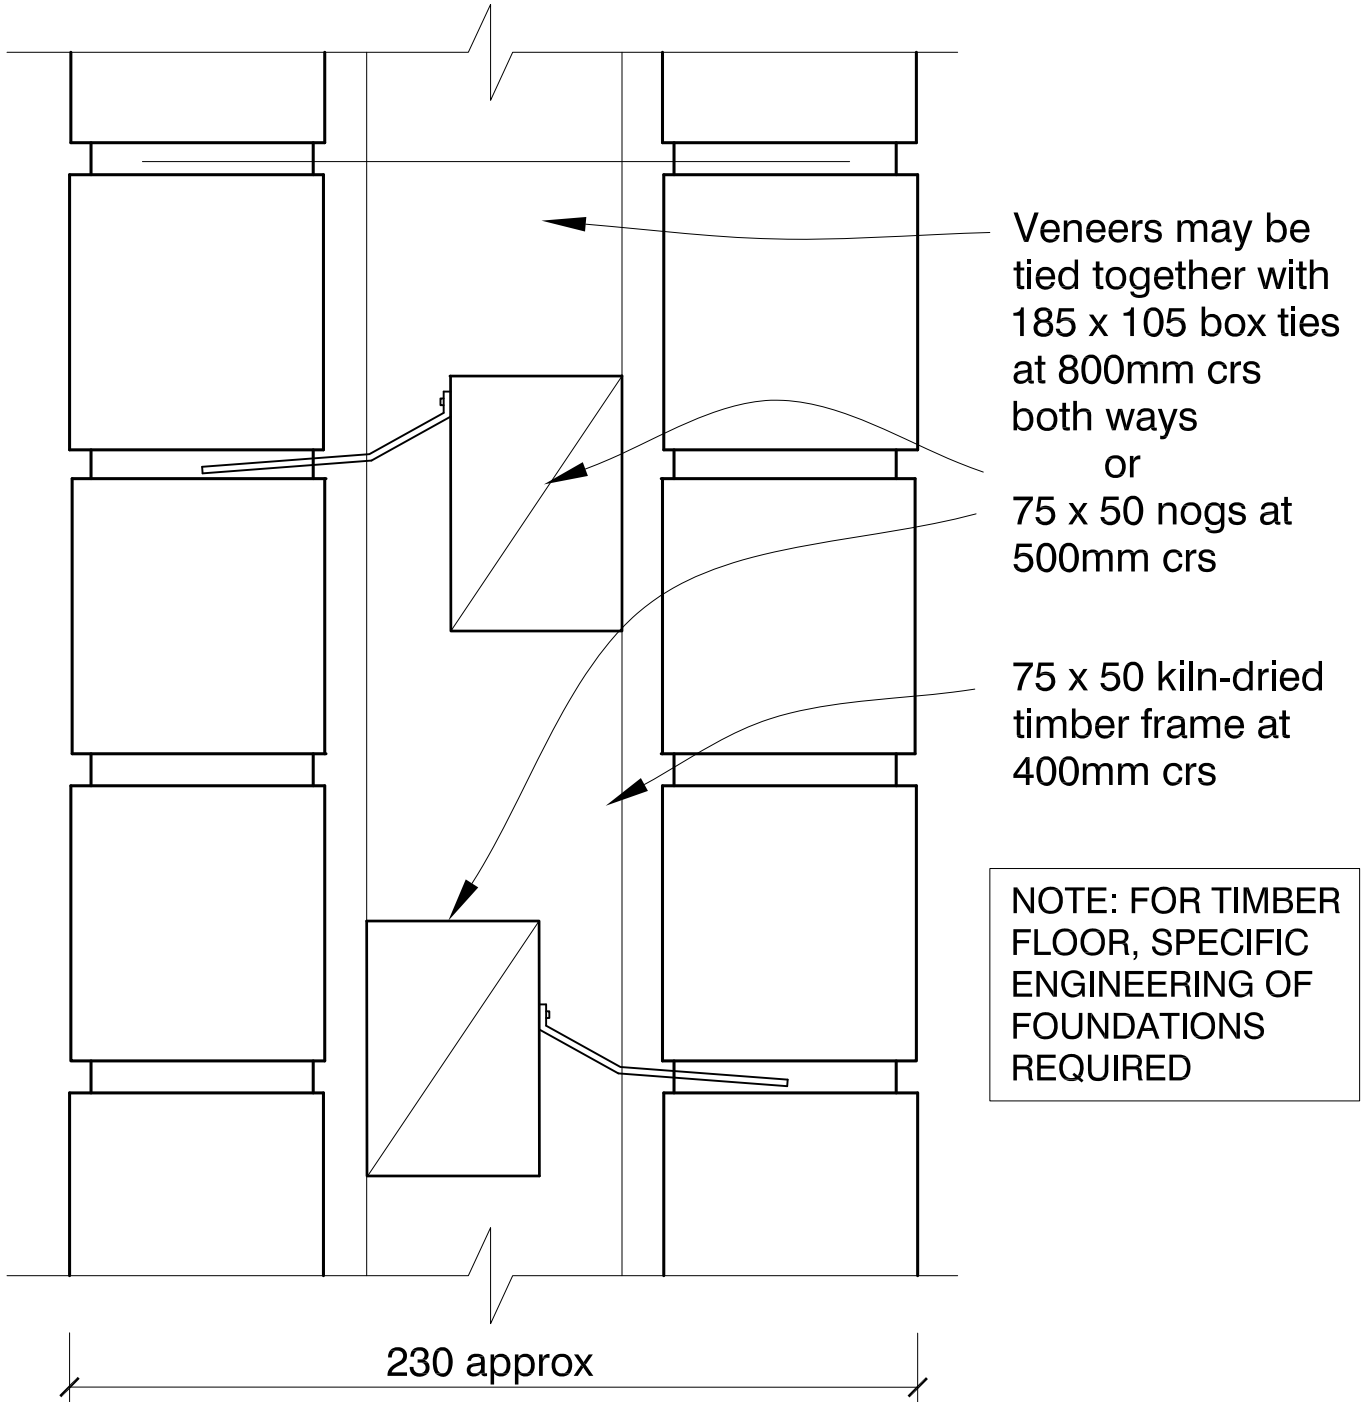 Veneers may be
tied together with
185 x 105 box ties
at 800mm crs
both ways
or
75 x 50 nogs at
500mm crs
75 x 50 kiln-dried
timber frame at
400mm crs
NOTE: FOR TIMBER
FLOOR, SPECIFIC
ENGINEERING OF
FOUNDATIONS
REQUIRED
230 approx